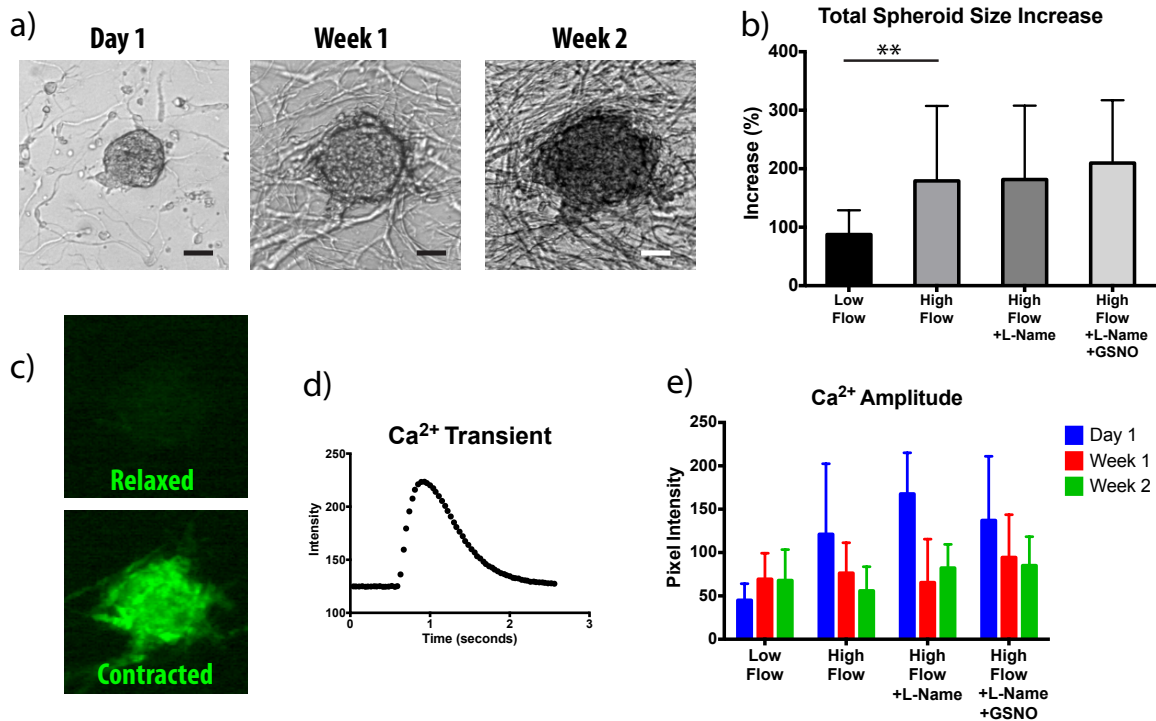 a)
Day 1
Week 1
Week 2
b)
Total Spheroid Size Increase
**
Increase (%)
400
300
200
100
0
Low
Flow
High
Flow
High
Flow
+L-Name
High
Flow
+L-Name
+GSNO
c)
Relaxed
Contracted
d)
Ca²⁺ Transient
Intensity
250
200
150
100
0
1
2
3
Time (seconds)
e)
Ca²⁺ Amplitude
Pixel Intensity
250
200
150
100
50
0
Low
Flow
High
Flow
High
Flow
+L-Name
High
Flow
+L-Name
+GSNO
Day 1
Week 1
Week 2